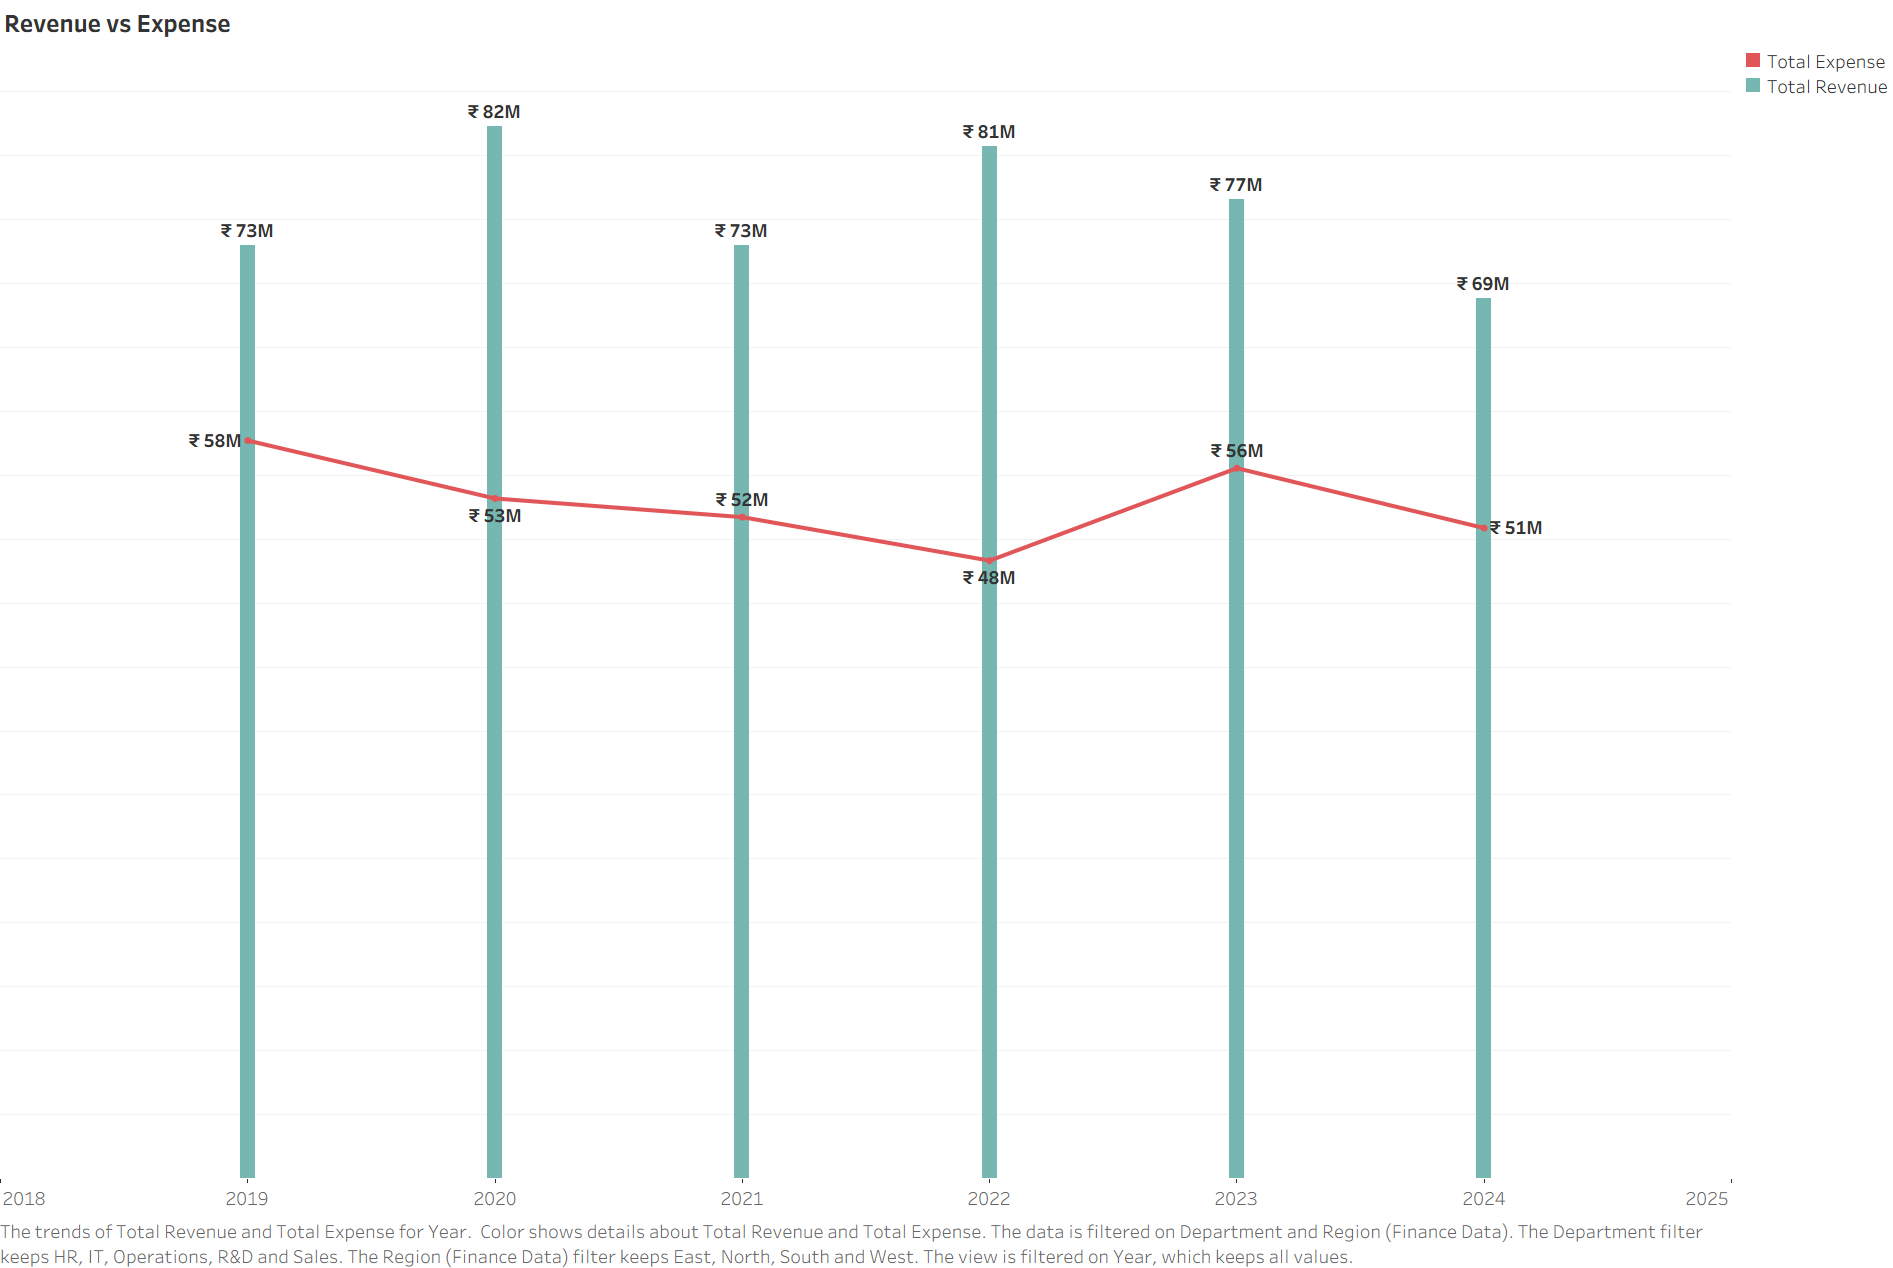 Revenue vs Expense
Total Expense
Total Revenue
₹ 82M
₹ 81M
₹ 77M
₹ 73M
₹ 73M
₹ 69M
₹ 58M
₹ 56M
₹ 52M
₹ 53M
₹ 51M
₹ 48M
2018 2019 2020 2021 2022 2023 2024 2025
The trends of Total Revenue and Total Expense for Year.  Color shows details about Total Revenue and Total Expense. The data is filtered on Department and Region (Finance Data). The Department filter
keeps HR, IT, Operations, R&D and Sales. The Region (Finance Data) filter keeps East, North, South and West. The view is filtered on Year, which keeps all values.